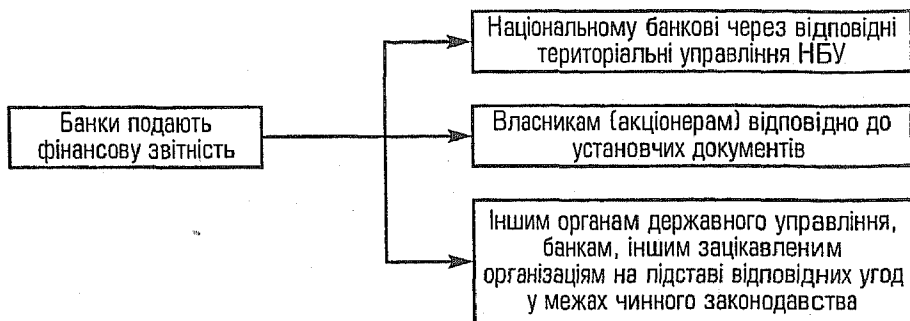 Національному банкові через відповідні
територіальні управління НБУ
Банки подають
фінансову звітність
Власникам (акціонерам) відповідно до
установчих документів
Іншим органам державного управління,
банкам, іншим зацікавленим
організаціям на підставі відповідних угод
у межах чинного законодавства